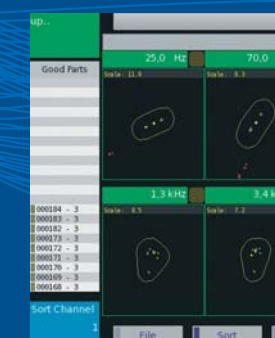 up..
25,0 Hz
70,0
Good Parts
Scale: 11.9
Scale: 9.3
1,3 kHz
3,4 k
Scale: 8.5
Scale: 7.2
000184 - 3
000183 - 3
000182 - 3
000173 - 3
000172 - 3
000171 - 3
000170 - 3
000169 - 3
000168 - 3
Sort Channel
1
File
Sort